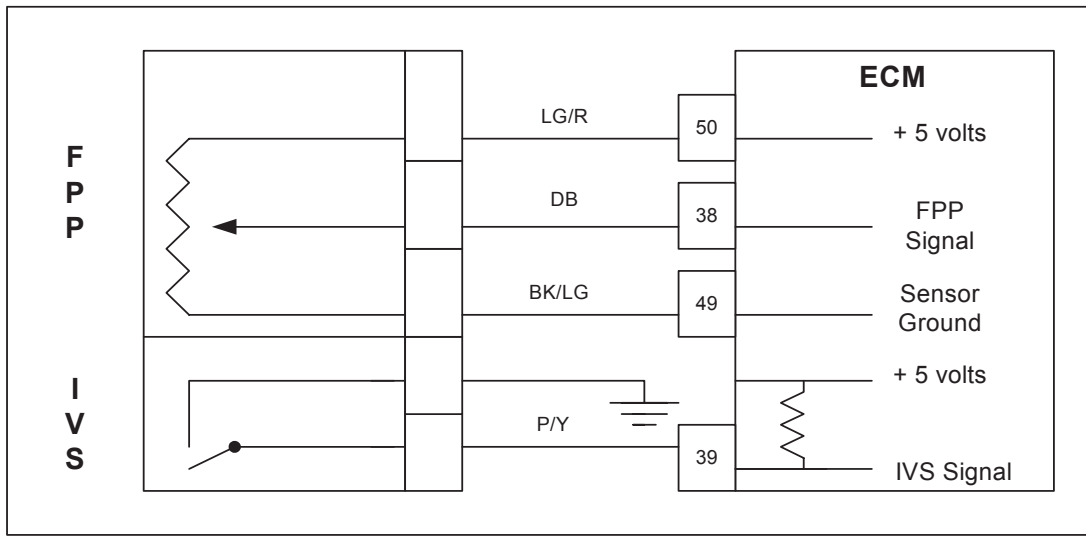 ECM
F
P
P
LG/R
50
+ 5 volts
DB
38
FPP
Signal
BK/LG
49
Sensor
Ground
I
V
S
+ 5 volts
P/Y
39
IVS Signal